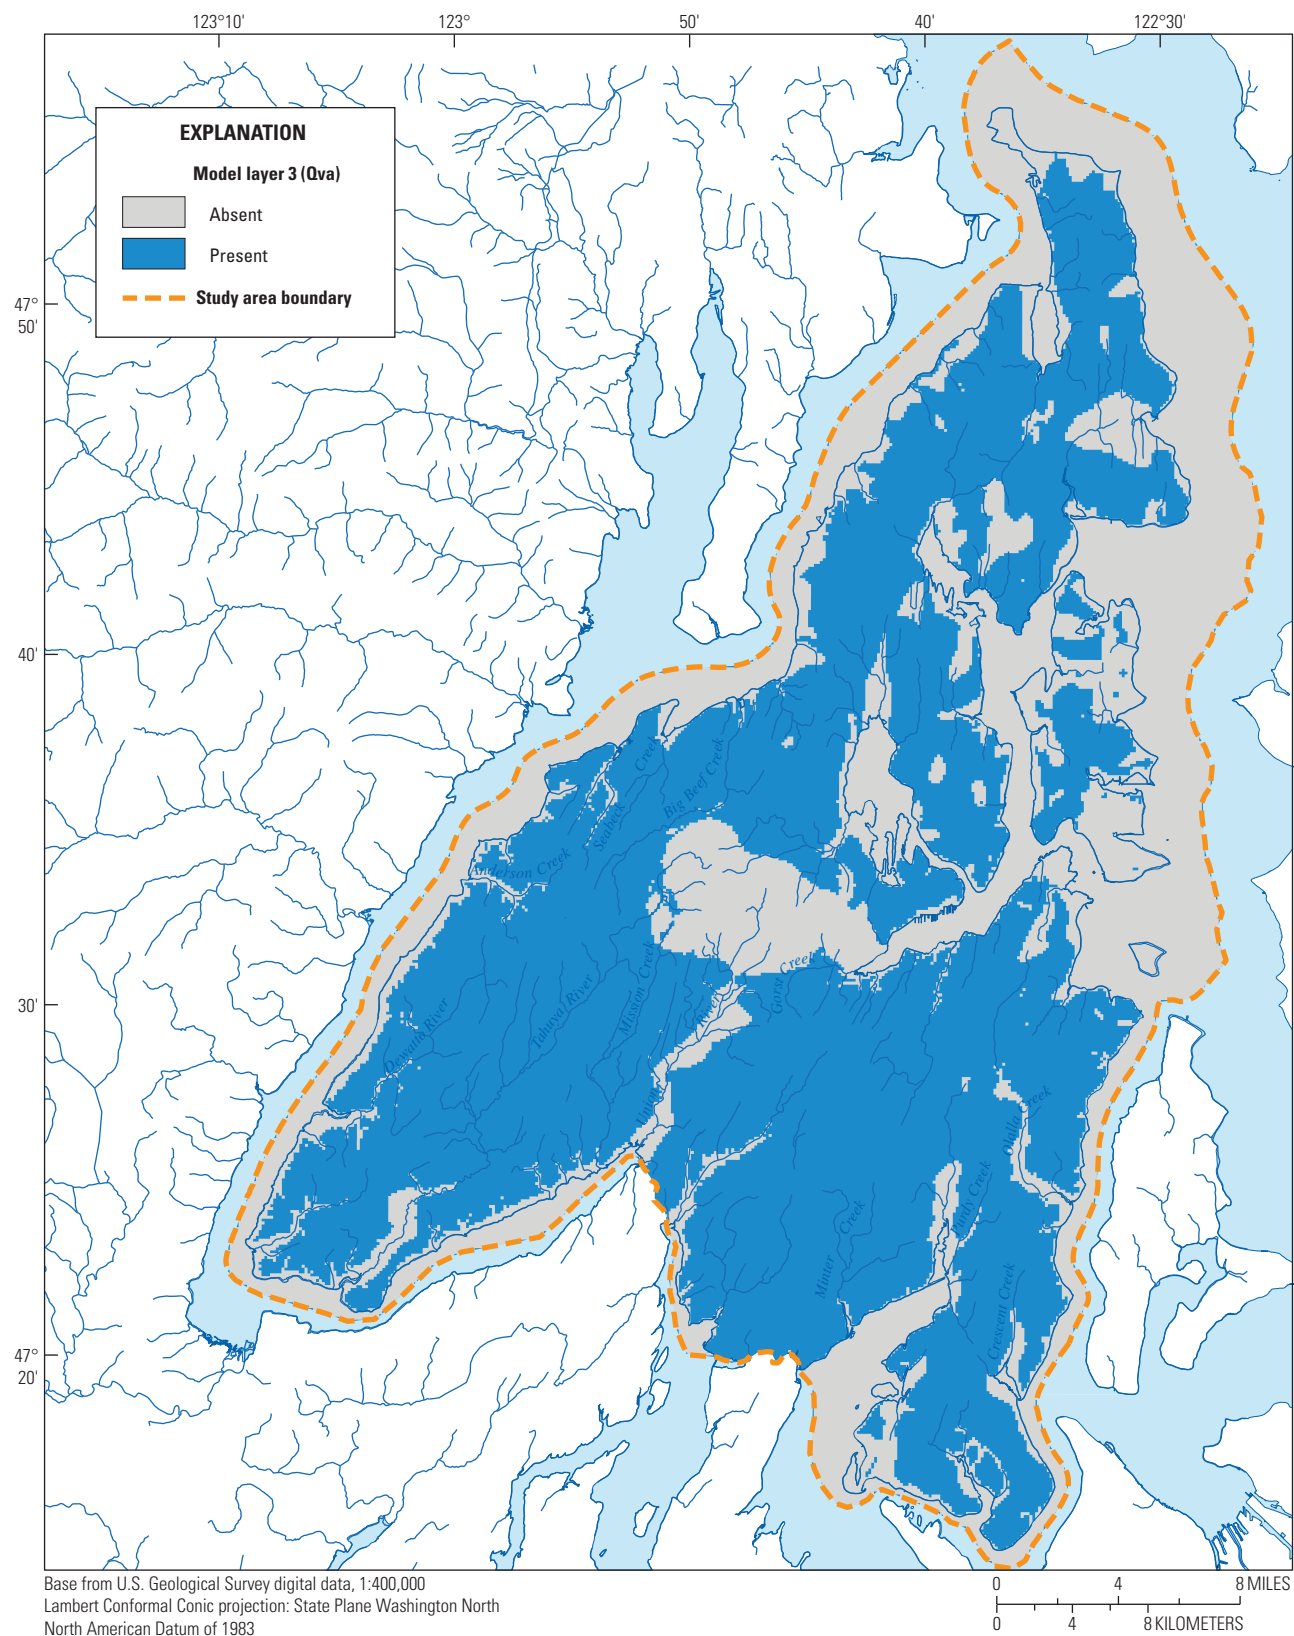 123°10'
123°
50'
40'
122°30'
EXPLANATION
Model layer 3 (Qva)
Absent
Present
Study area boundary
47°
50'
40'
30'
47°
20'
Big Beef Creek
Seabeck Creek
Anderson Creek
Dewatto River
Tahuya River
Mission Creek
Union River
Gorst Creek
Olalla Creek
Purdy Creek
Minter Creek
Crescent Creek
Base from U.S. Geological Survey digital data, 1:400,000
Lambert Conformal Conic projection: State Plane Washington North
North American Datum of 1983
0 4 8 MILES
0 4 8 KILOMETERS